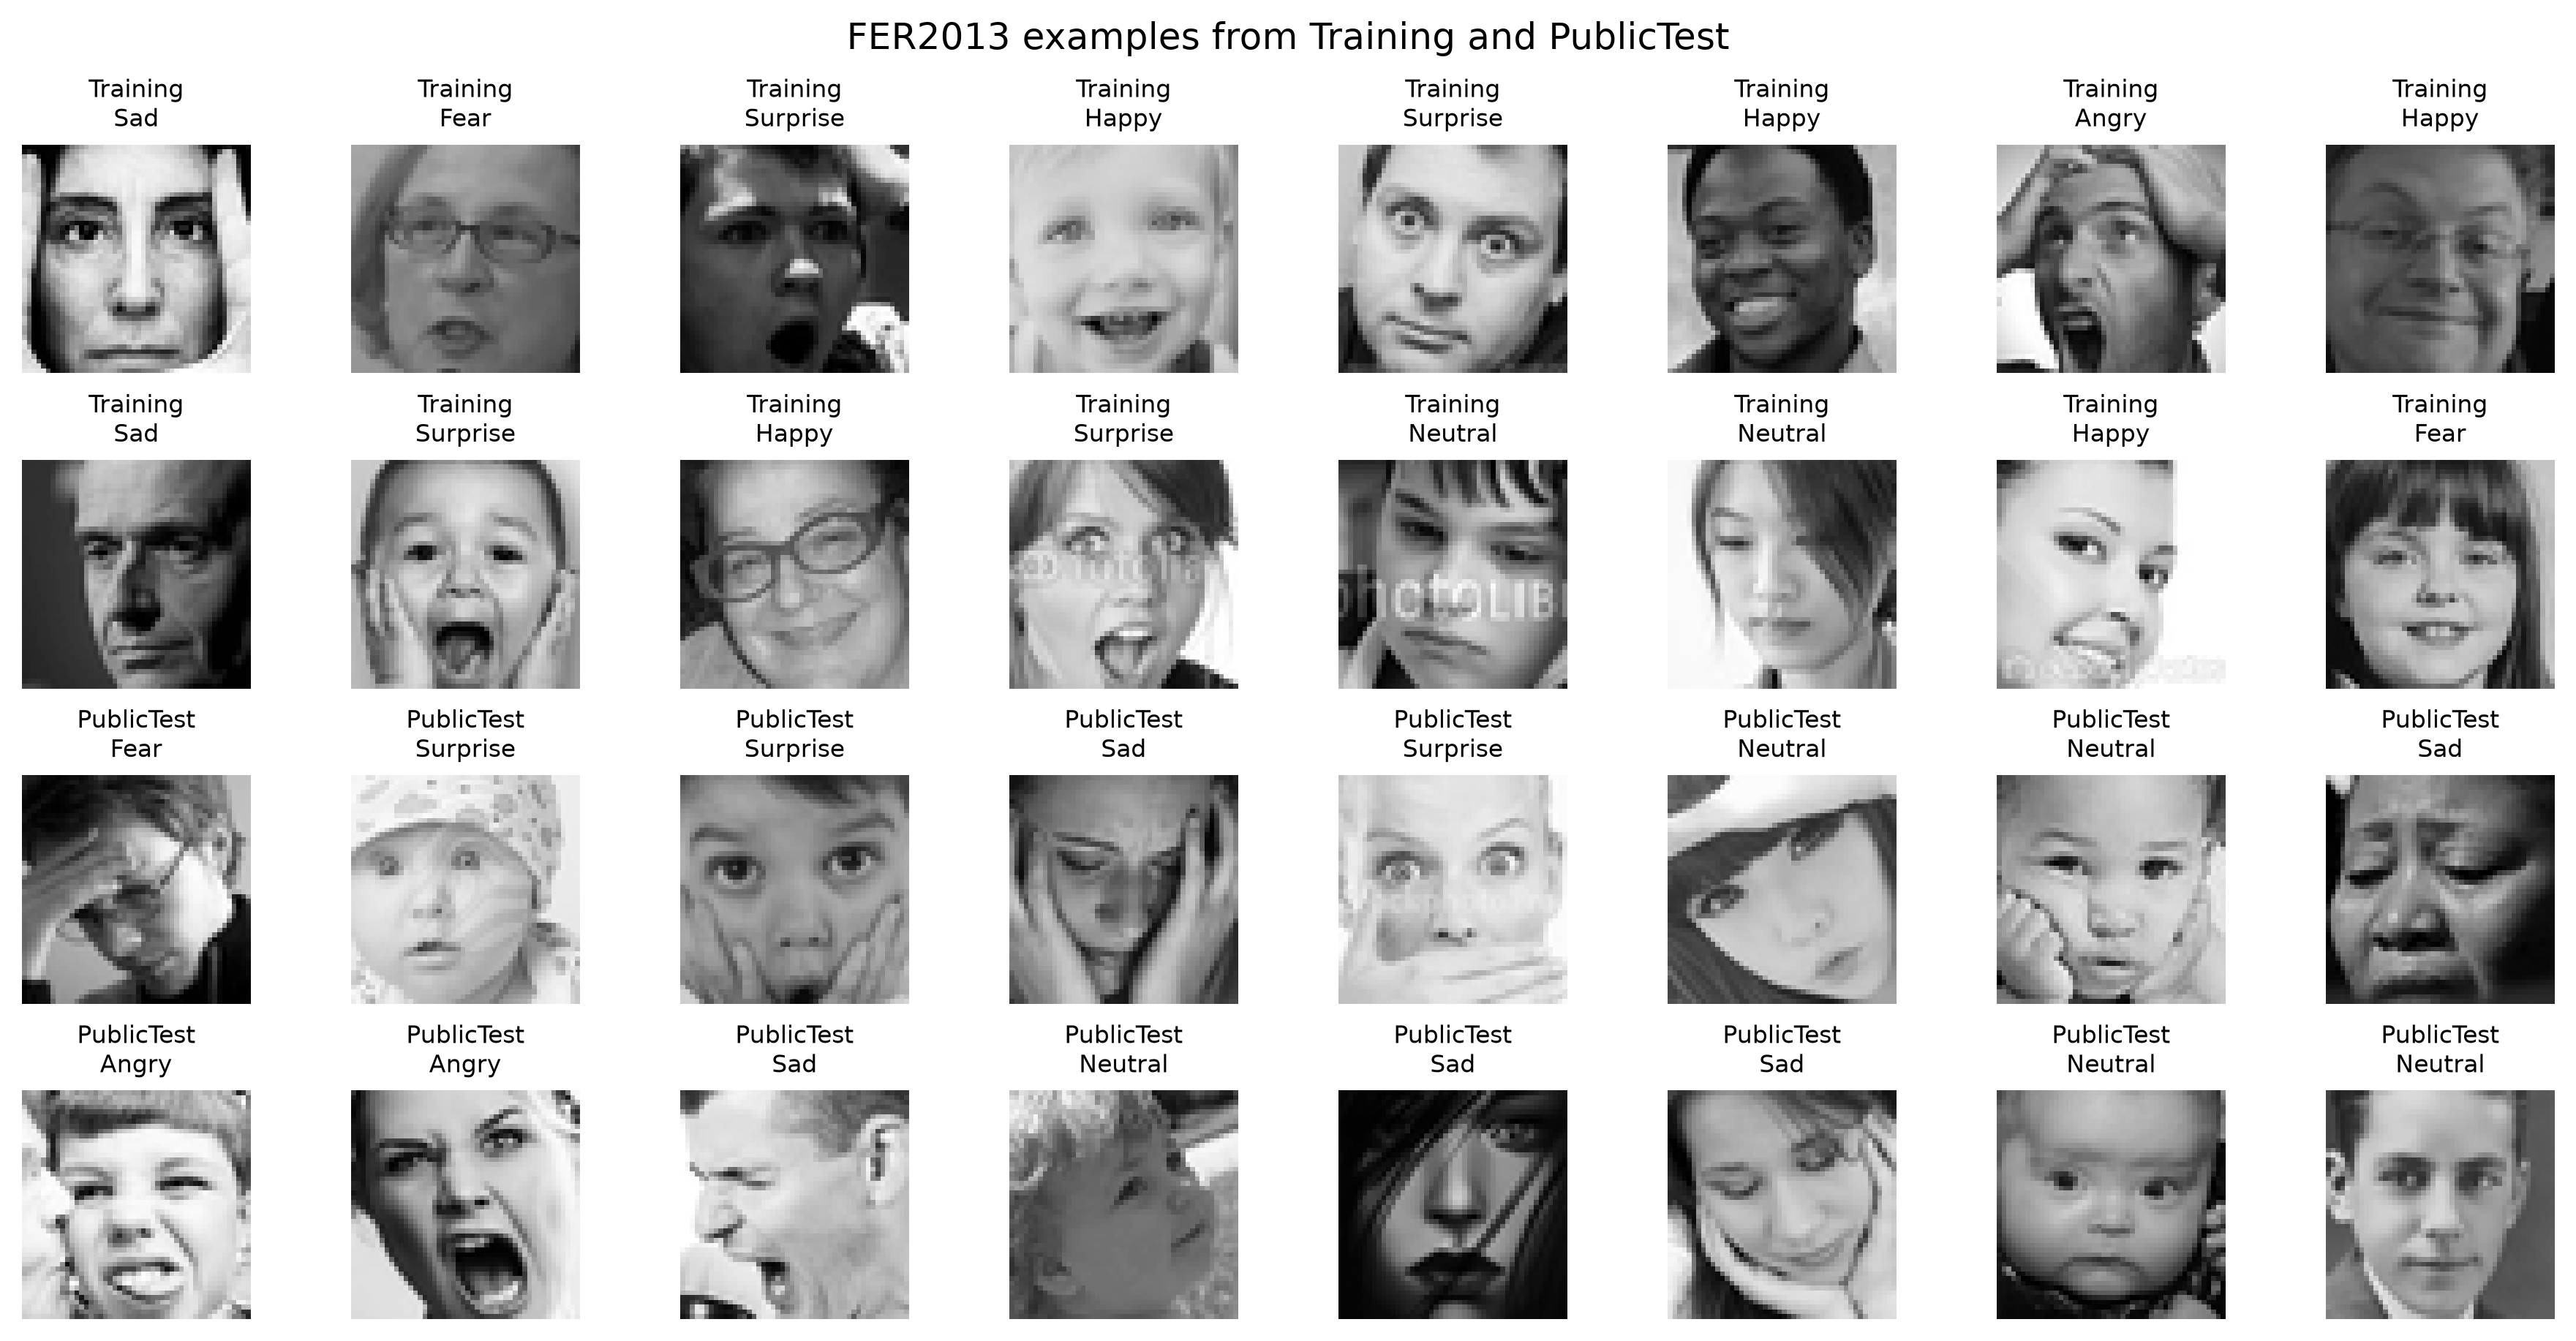 FER2013 examples from Training and PublicTest
Training Training Training Training Training Training Training Training
Sad Fear Surprise Happy Surprise Happy Angry Happy
Training Training Training Training Training Training Training Training
Sad Surprise Happy Surprise Neutral Neutral Happy Fear
photoLIB
PublicTest PublicTest PublicTest PublicTest PublicTest PublicTest PublicTest PublicTest
Fear Surprise Surprise Sad Surprise Neutral Neutral Sad
PublicTest PublicTest PublicTest PublicTest PublicTest PublicTest PublicTest PublicTest
Angry Angry Sad Neutral Sad Sad Neutral Neutral